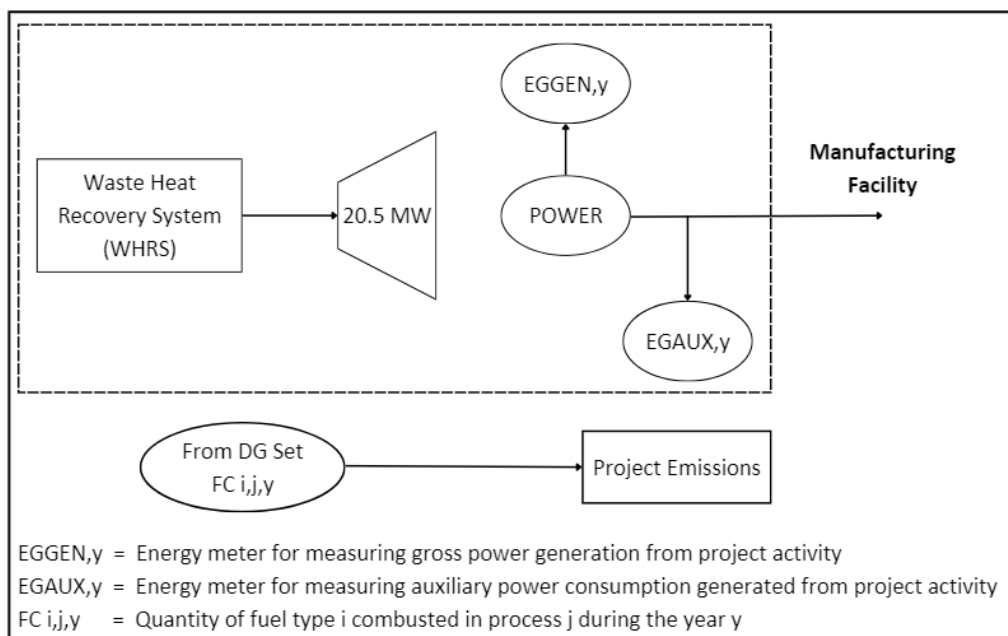 EGGEN,y
Manufacturing
Facility
Waste Heat
Recovery System
(WHRS)
20.5 MW
POWER
EGAUX,y
From DG Set
FC i,j,y
Project Emissions
EGGEN,y = Energy meter for measuring gross power generation from project activity
EGAUX,y = Energy meter for measuring auxiliary power consumption generated from project activity
FC i,j,y = Quantity of fuel type i combusted in process j during the year y